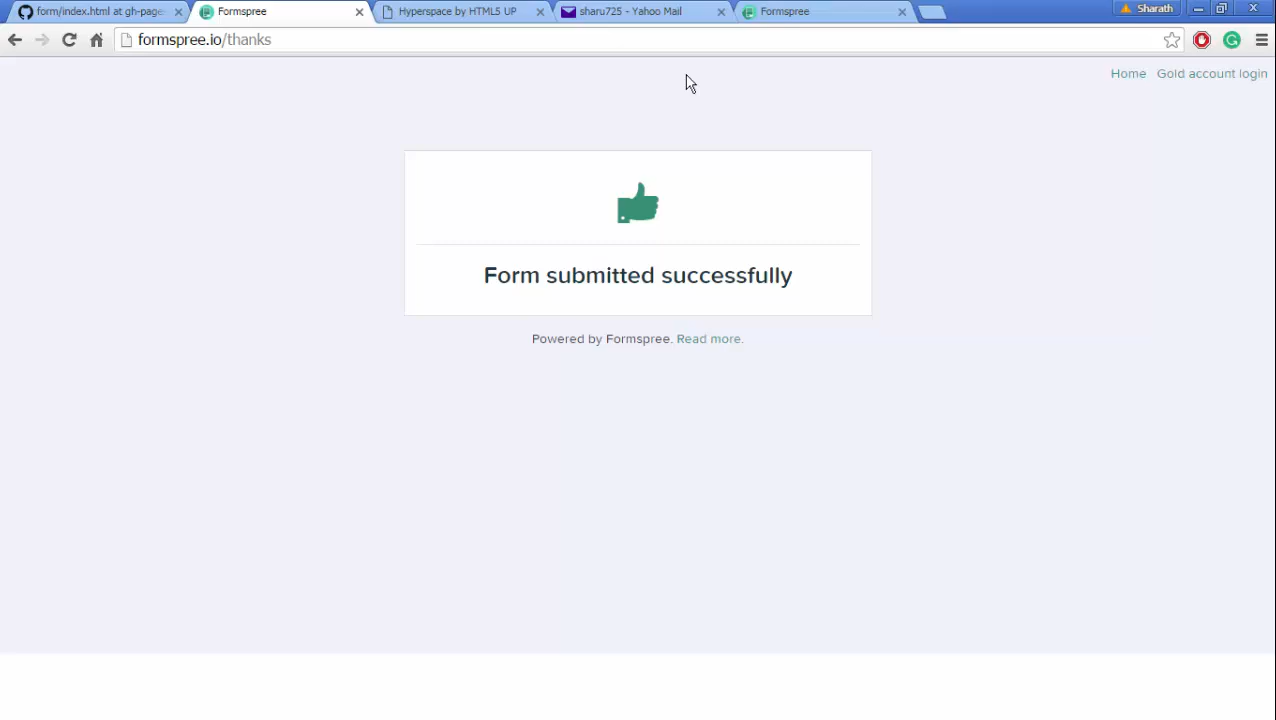 form/index.html at gh-page
Formspree
Hyperspace by HTML5 UP
sharu725 - Yahoo Mail
Formspree
Sharath
formspree.io/thanks
Home
Gold account login
Form submitted successfully
Powered by Formspree. Read more.